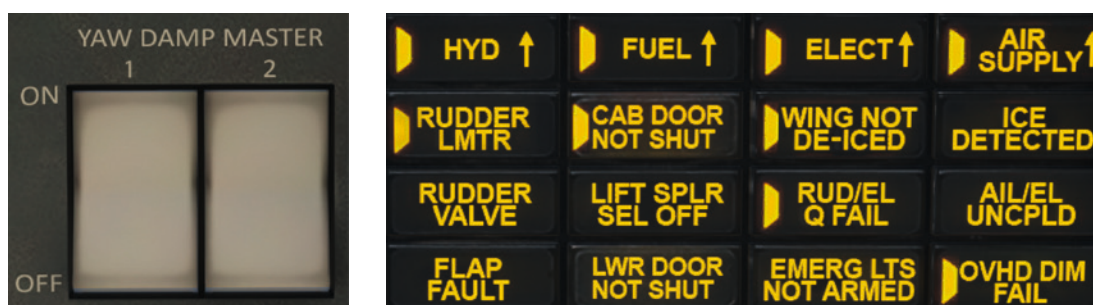 YAW DAMP MASTER
1 2
ON
OFF
HYD ↑ FUEL ↑ ELECT ↑ AIR SUPPLY ↑
RUDDER LMTR CAB DOOR NOT SHUT WING NOT DE-ICED ICE DETECTED
RUDDER VALVE LIFT SPLR SEL OFF RUD/EL Q FAIL AIL/EL UNCPLD
FLAP FAULT LWR DOOR NOT SHUT EMERG LTS NOT ARMED OVHD DIM FAIL